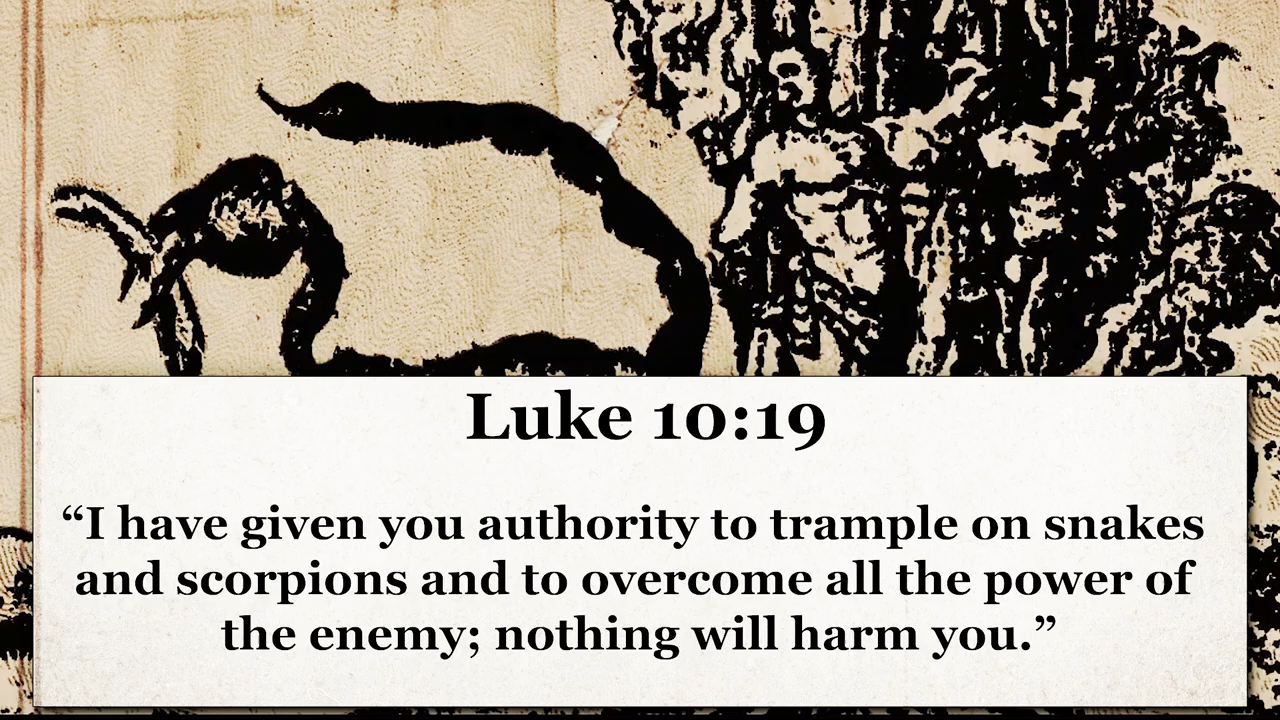 Luke 10:19
“I have given you authority to trample on snakes
and scorpions and to overcome all the power of
the enemy; nothing will harm you.”